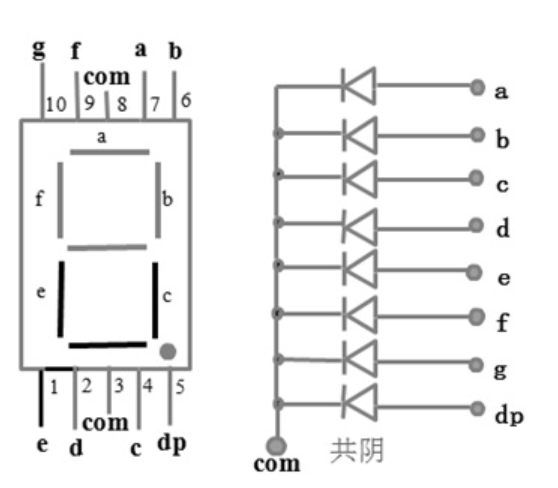 g f a b
com
10 9 8 7 6
a
f b
e c
1 2 3 4 5
com
e d c dp
a
b
c
d
e
f
g
dp
com 共阴